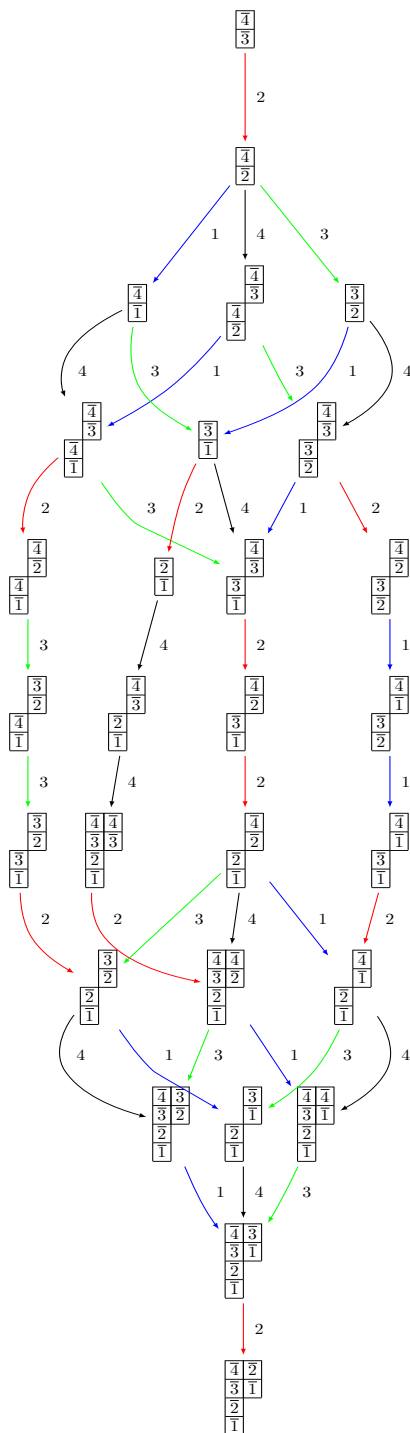 4̅
3̅
2
4̅
2̅
1 4 3
4̅
4̅ 3̅ 3̅
1̅ 4̅ 2̅
2̅
4 3 1 3 1 4
4̅ 4̅
3̅ 3̅ 3̅
4̅ 1̅ 3̅
1̅ 2̅
2 3 2 4 1 2
4̅ 4̅ 4̅
2̅ 2̅ 3̅ 2̅
4̅ 1̅ 3̅ 3̅
1̅ 1̅ 2̅
3 4 2 1
3̅ 4̅ 4̅ 4̅
2̅ 3̅ 2̅ 1̅
4̅ 2̅ 3̅ 3̅
1̅ 1̅ 1̅ 2̅
3 4 2 1
3̅ 4̅ 4̅ 4̅ 4̅
2̅ 3̅ 3̅ 2̅ 1̅
3̅ 2̅ 2̅ 3̅
1̅ 1̅ 1̅ 1̅
2 2 3 4 1 2
3̅ 4̅ 4̅ 4̅
2̅ 3̅ 2̅ 1̅
2̅ 2̅ 2̅
1̅ 1̅ 1̅
4 1 3 1 3 4
4̅ 3̅ 3̅ 4̅ 4̅
3̅ 2̅ 1̅ 3̅ 1̅
2̅ 2̅ 2̅
1̅ 1̅ 1̅
1 4 3
4̅ 3̅
3̅ 1̅
2̅
1̅
2
4̅ 2̅
3̅ 1̅
2̅
1̅